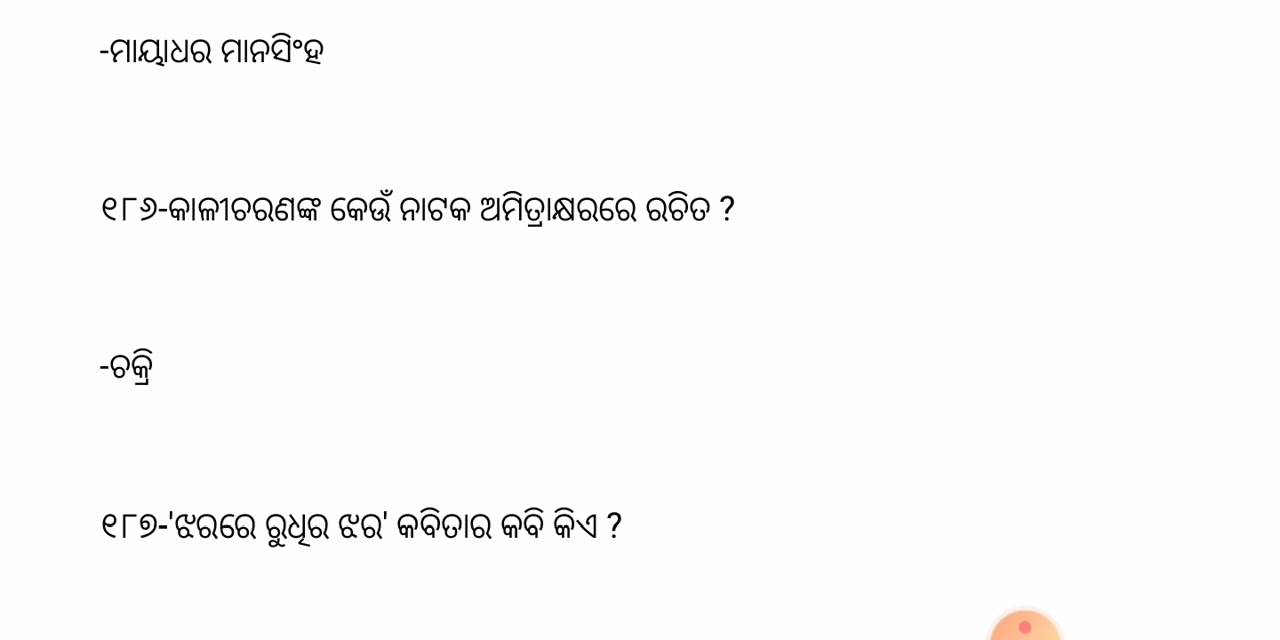 -ମାୟାଧର ମାନସିଂହ
୧୮୬-କାଳୀଚରଣଙ୍କ କେଉଁ ନାଟକ ଅମିତ୍ରାକ୍ଷରରେ ରଚିତ ?
-ଚକ୍ରି
୧୮୭-'ଝରରେ ରୁଧିର ଝର' କବିତାର କବି କିଏ ?